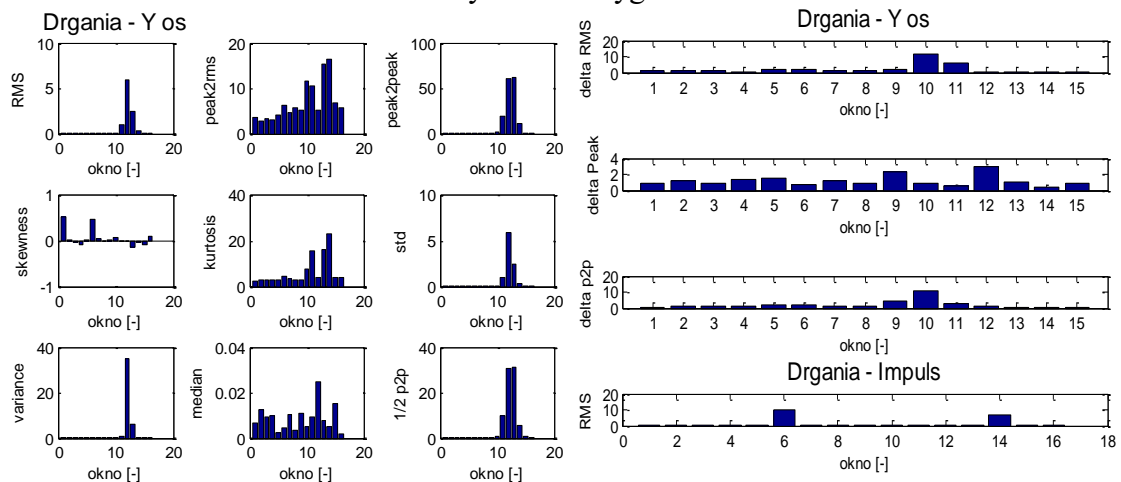 Drgania - Y os
10
5
0
RMS
0 10 20
okno [-]
20
10
0
peak2rms
0 10 20
okno [-]
100
50
0
peak2peak
0 10 20
okno [-]
1
0
-1
skewness
0 10 20
okno [-]
40
20
0
kurtosis
0 10 20
okno [-]
10
5
0
std
0 10 20
okno [-]
40
20
0
variance
0 10 20
okno [-]
0.04
0.02
0
median
0 10 20
okno [-]
40
20
0
1/2 p2p
0 10 20
okno [-]
Drgania - Y os
20
10
0
delta RMS
1 2 3 4 5 6 7 8 9 10 11 12 13 14 15
okno [-]
4
2
0
delta Peak
1 2 3 4 5 6 7 8 9 10 11 12 13 14 15
okno [-]
20
10
0
delta p2p
1 2 3 4 5 6 7 8 9 10 11 12 13 14 15
okno [-]
Drgania - Impuls
20
10
0
RMS
0 2 4 6 8 10 12 14 16 18
okno [-]